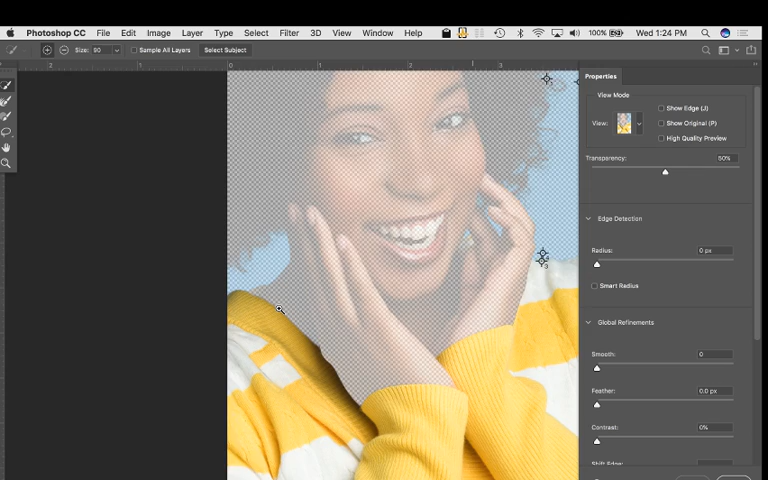 Photoshop CC File Edit Image Layer Type Select Filter 3D View Window Help 100% Wed 1:24 PM
Size: 90 Sample All Layers Select Subject
2 1 0 1 2 3
Properties
View Mode
Show Edge (J)
View: Show Original (P)
High Quality Preview
Transparency: 50%
Edge Detection
Radius: 0 px
Smart Radius
Global Refinements
Smooth: 0
Feather: 0.0 px
Contrast: 0%
Shift Edge: